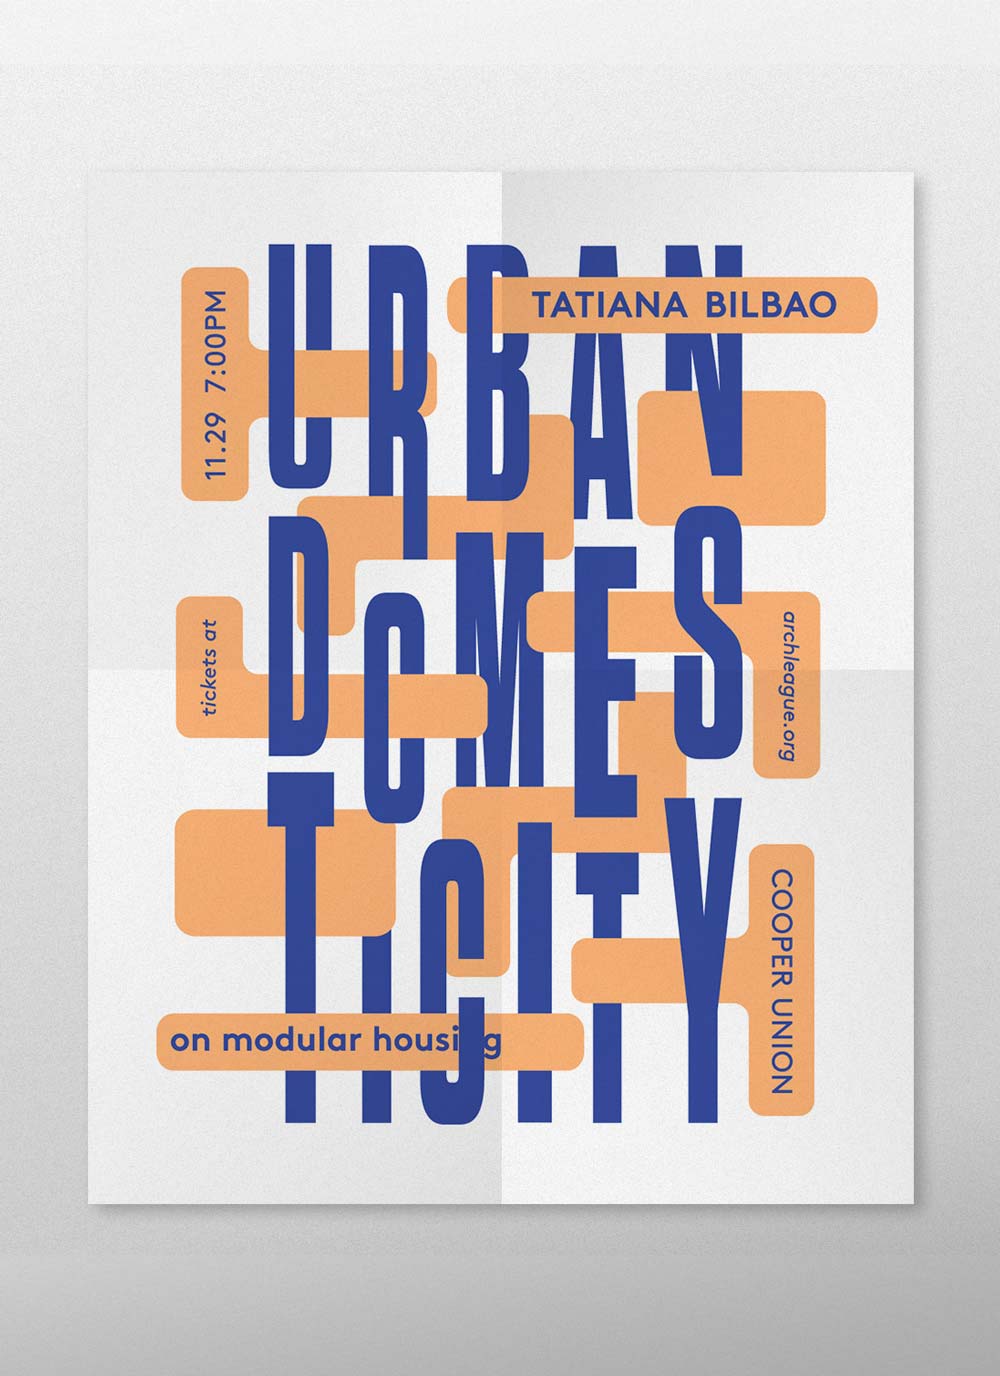 URBAN
DOMES
TICITY
TATIANA BILBAO
11.29 7:00PM
tickets at
archleague.org
COOPER UNION
on modular housing